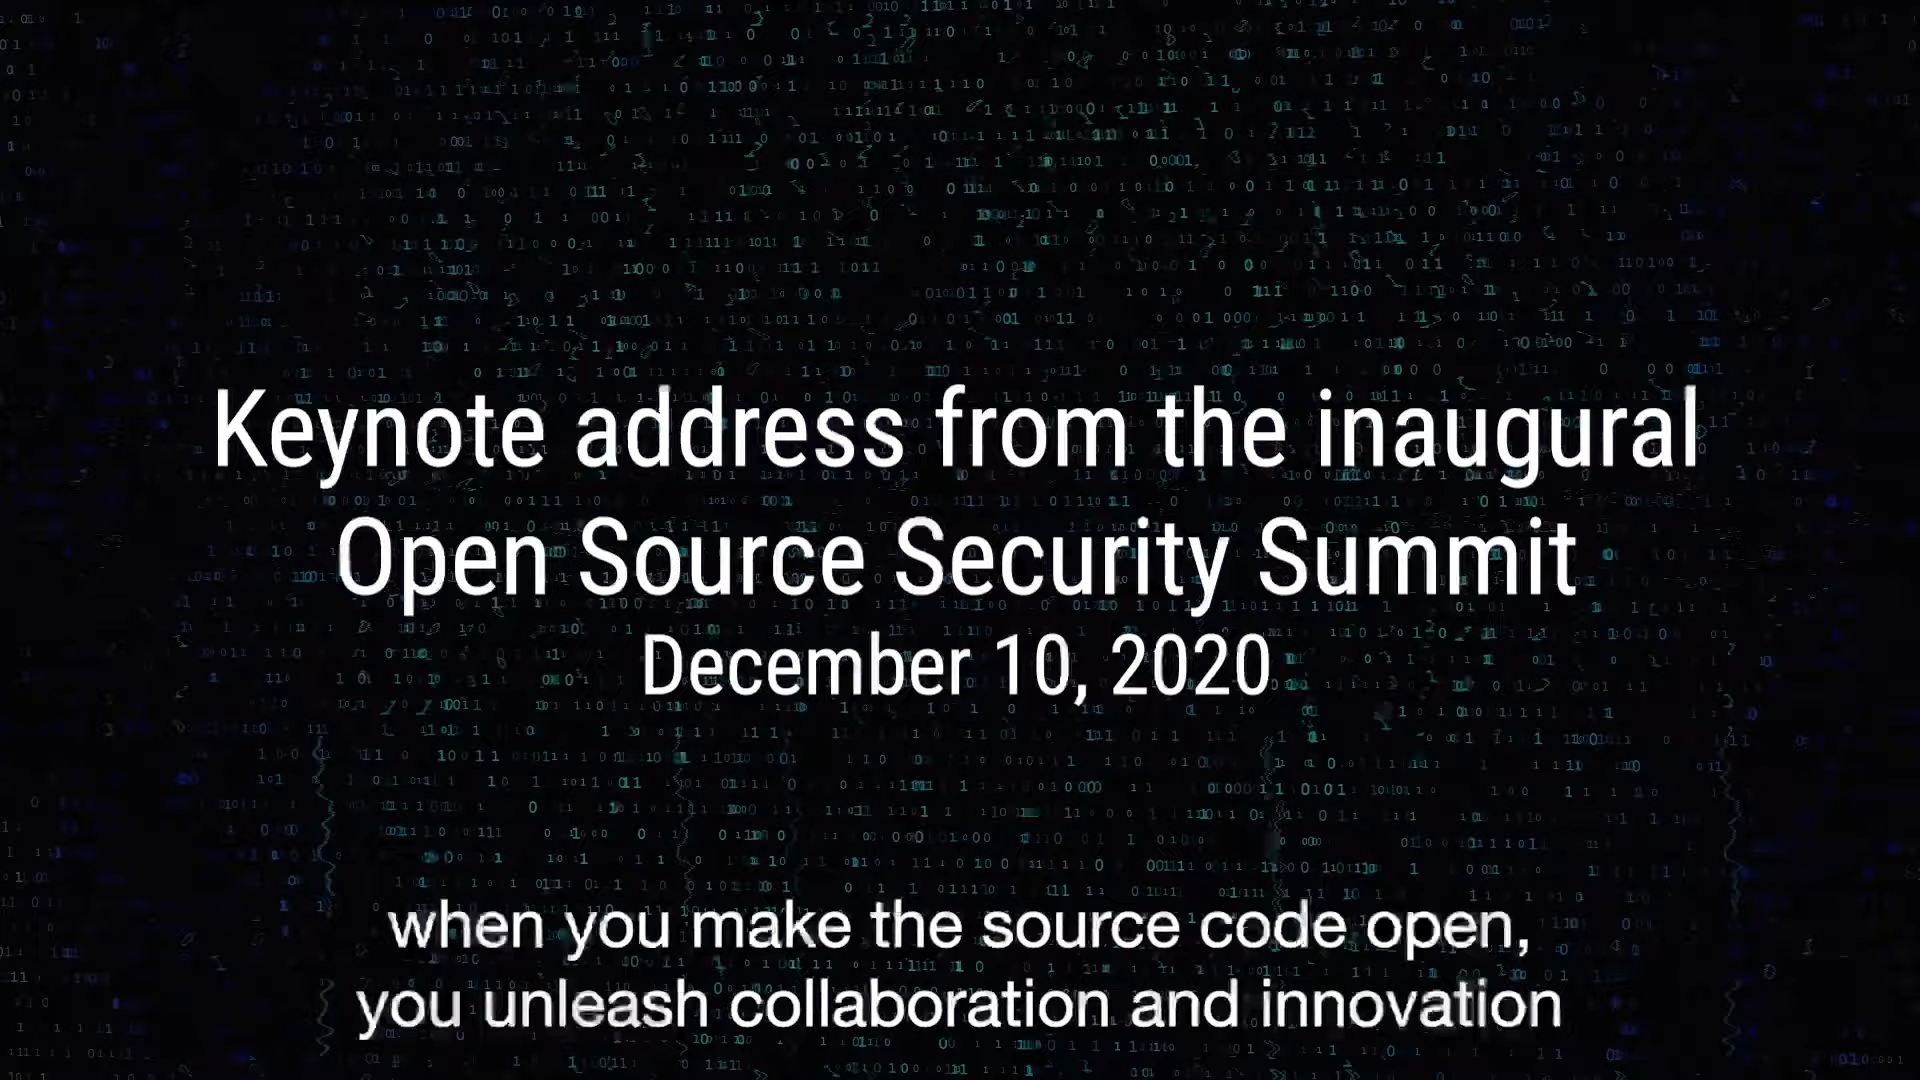 Keynote address from the inaugural
Open Source Security Summit
December 10, 2020
when you make the source code open,
you unleash collaboration and innovation